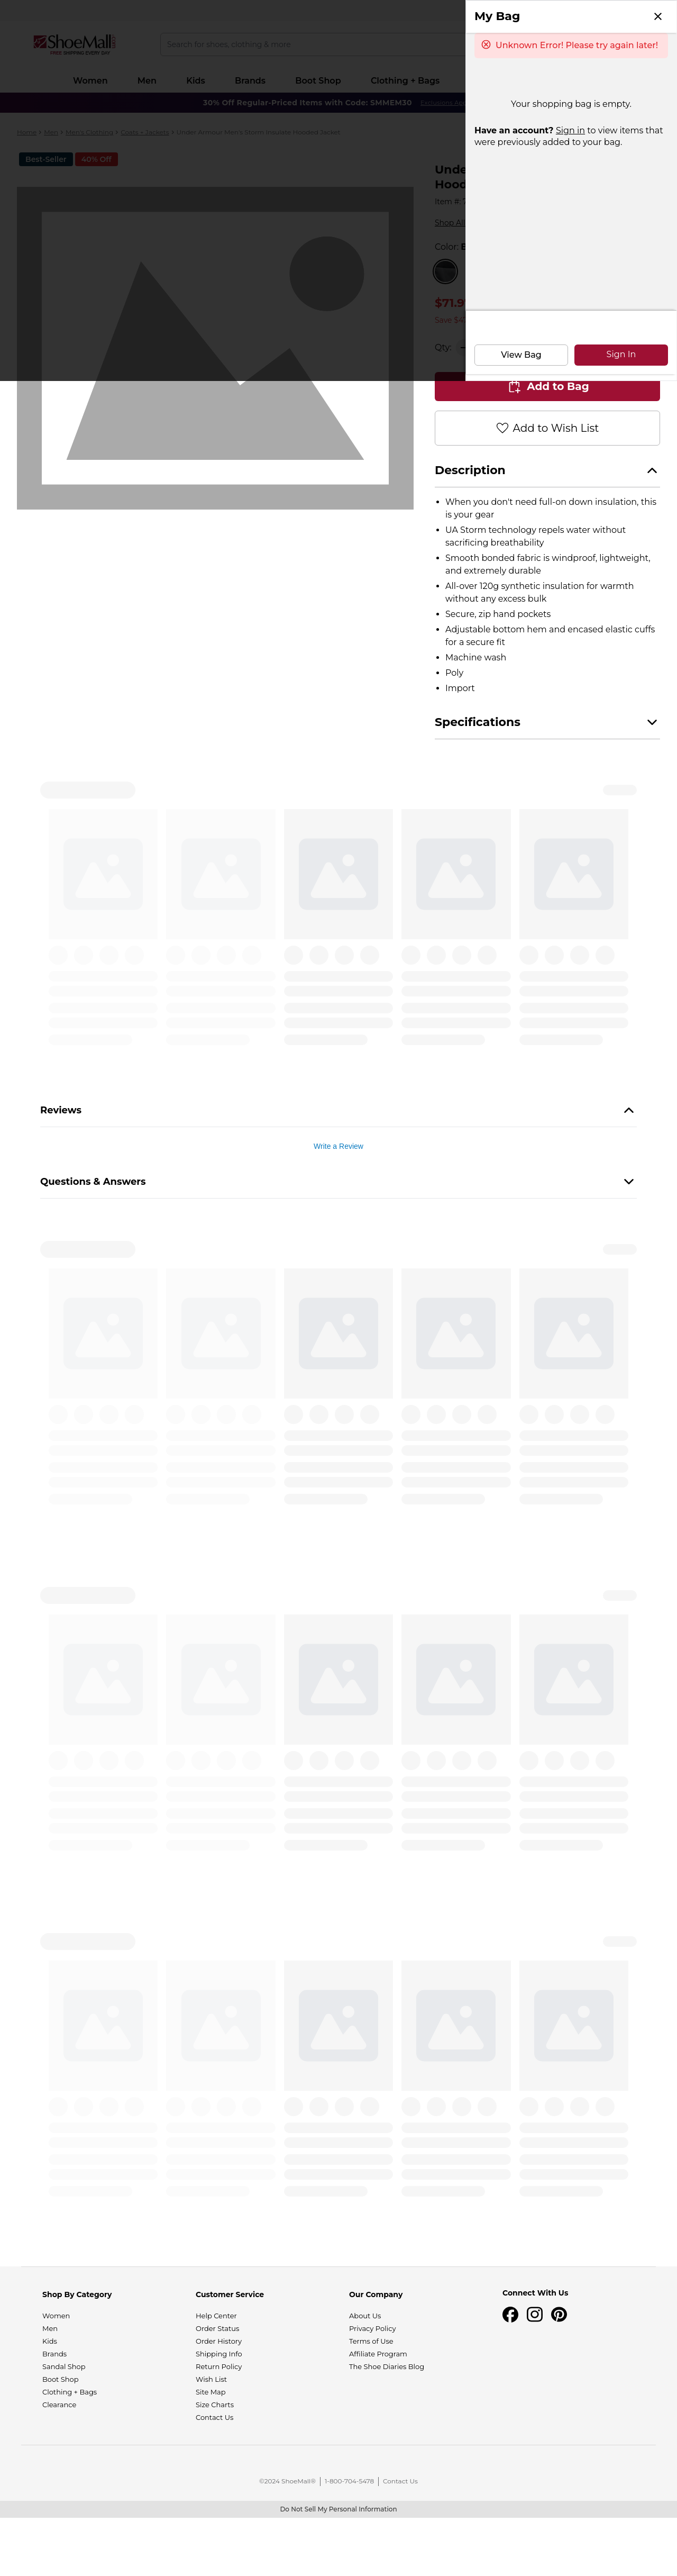 My Bag
Unknown Error! Please try again later!
Your shopping bag is empty.
Have an account? Sign in to view items that
were previously added to your bag.
View Bag
Sign In
ShoeMall
FREE SHIPPING EVERY DAY
Search for shoes, clothing & more
Women
Men
Kids
Brands
Boot Shop
Clothing + Bags
30% Off Regular-Priced Items with Code: SMMEM30
Home > Men > Men's Clothing > Coats + Jackets > Under Armour Men's Storm Insulate Hooded Jacket
Best-Seller
40% Off
Hood
Item #:
Shop All
Color:
$71.9
Save $4
Qty:
Add to Bag
Add to Wish List
Description
• When you don't need full-on down insulation, this
is your gear
• UA Storm technology repels water without
sacrificing breathability
• Smooth bonded fabric is windproof, lightweight,
and extremely durable
• All-over 120g synthetic insulation for warmth
without any excess bulk
• Secure, zip hand pockets
• Adjustable bottom hem and encased elastic cuffs
for a secure fit
• Machine wash
• Poly
• Import
Specifications
Reviews
Write a Review
Questions & Answers
Shop By Category
Women
Men
Kids
Brands
Sandal Shop
Boot Shop
Clothing + Bags
Clearance
Customer Service
Help Center
Order Status
Order History
Shipping Info
Return Policy
Wish List
Site Map
Size Charts
Contact Us
Our Company
About Us
Privacy Policy
Terms of Use
Affiliate Program
The Shoe Diaries Blog
Connect With Us
©2024 ShoeMall® | 1-800-704-5478 | Contact Us
Do Not Sell My Personal Information